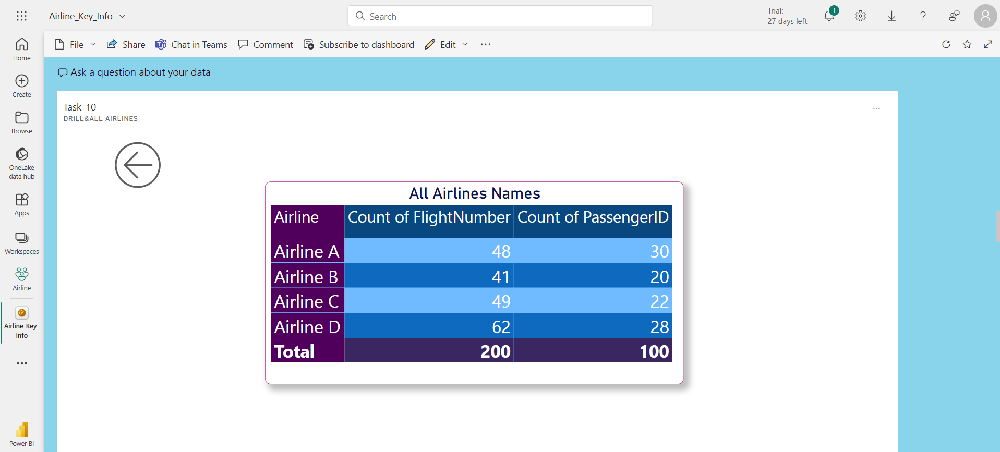 Airline_Key_Info
Search
Trial:
27 days left
1
File
Share
Chat in Teams
Comment
Subscribe to dashboard
Edit
Home
Create
Browse
OneLake
data hub
Apps
Workspaces
Airline
Airline_Key_
Info
Power BI
Ask a question about your data
Task_10
DRILL&ALL AIRLINES
All Airlines Names
Airline Count of FlightNumber Count of PassengerID
Airline A 48 30
Airline B 41 20
Airline C 49 22
Airline D 62 28
Total 200 100